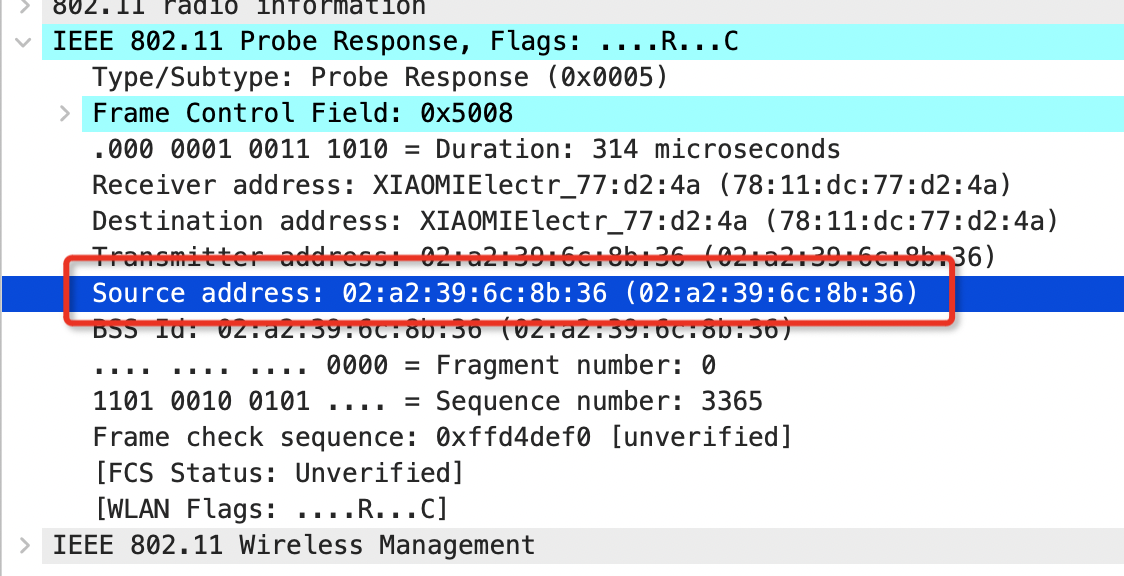 802.11 radio information
IEEE 802.11 Probe Response, Flags: ....R...C
Type/Subtype: Probe Response (0x0005)
Frame Control Field: 0x5008
.000 0001 0011 1010 = Duration: 314 microseconds
Receiver address: XIAOMIElectr_77:d2:4a (78:11:dc:77:d2:4a)
Destination address: XIAOMIElectr_77:d2:4a (78:11:dc:77:d2:4a)
Transmitter address: 02:a2:39:6c:8b:36 (02:a2:39:6c:8b:36)
Source address: 02:a2:39:6c:8b:36 (02:a2:39:6c:8b:36)
BSS Id: 02:a2:39:6c:8b:36 (02:a2:39:6c:8b:36)
.... .... .... 0000 = Fragment number: 0
1101 0010 0101 .... = Sequence number: 3365
Frame check sequence: 0xffd4def0 [unverified]
[FCS Status: Unverified]
[WLAN Flags: ....R...C]
IEEE 802.11 Wireless Management